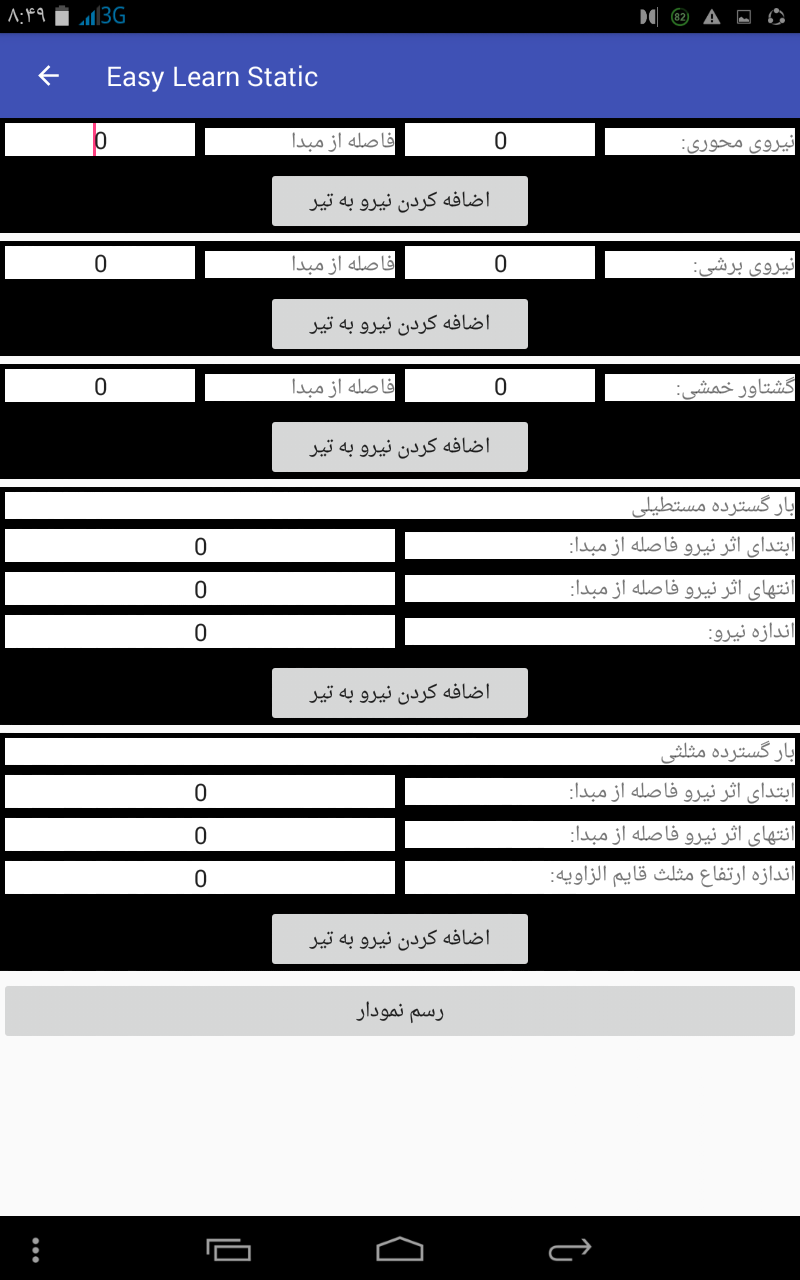 ۸:۴۹ 3G 82
Easy Learn Static
نیروی محوری: 0 فاصله از مبدا 0
اضافه کردن نیرو به تیر
نیروی برشی: 0 فاصله از مبدا 0
اضافه کردن نیرو به تیر
گشتاور خمشی: 0 فاصله از مبدا 0
اضافه کردن نیرو به تیر
بار گسترده مستطیلی
ابتدای اثر نیرو فاصله از مبدا: 0
انتهای اثر نیرو فاصله از مبدا: 0
اندازه نیرو: 0
اضافه کردن نیرو به تیر
بار گسترده مثلثی
ابتدای اثر نیرو فاصله از مبدا: 0
انتهای اثر نیرو فاصله از مبدا: 0
اندازه ارتفاع مثلث قایم الزاویه: 0
اضافه کردن نیرو به تیر
رسم نمودار